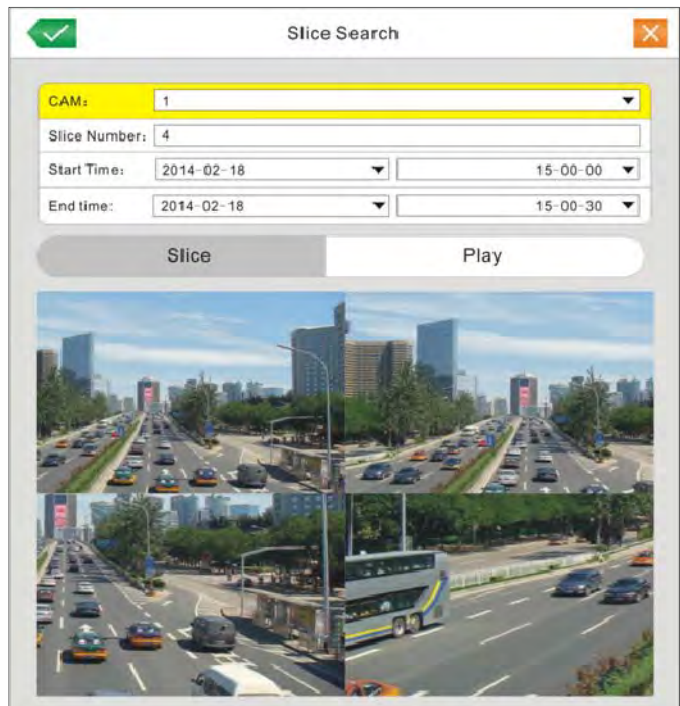 Slice Search
CAM: 1
Slice Number: 4
Start Time: 2014-02-18 15-00-00
End time: 2014-02-18 15-00-30
Slice Play